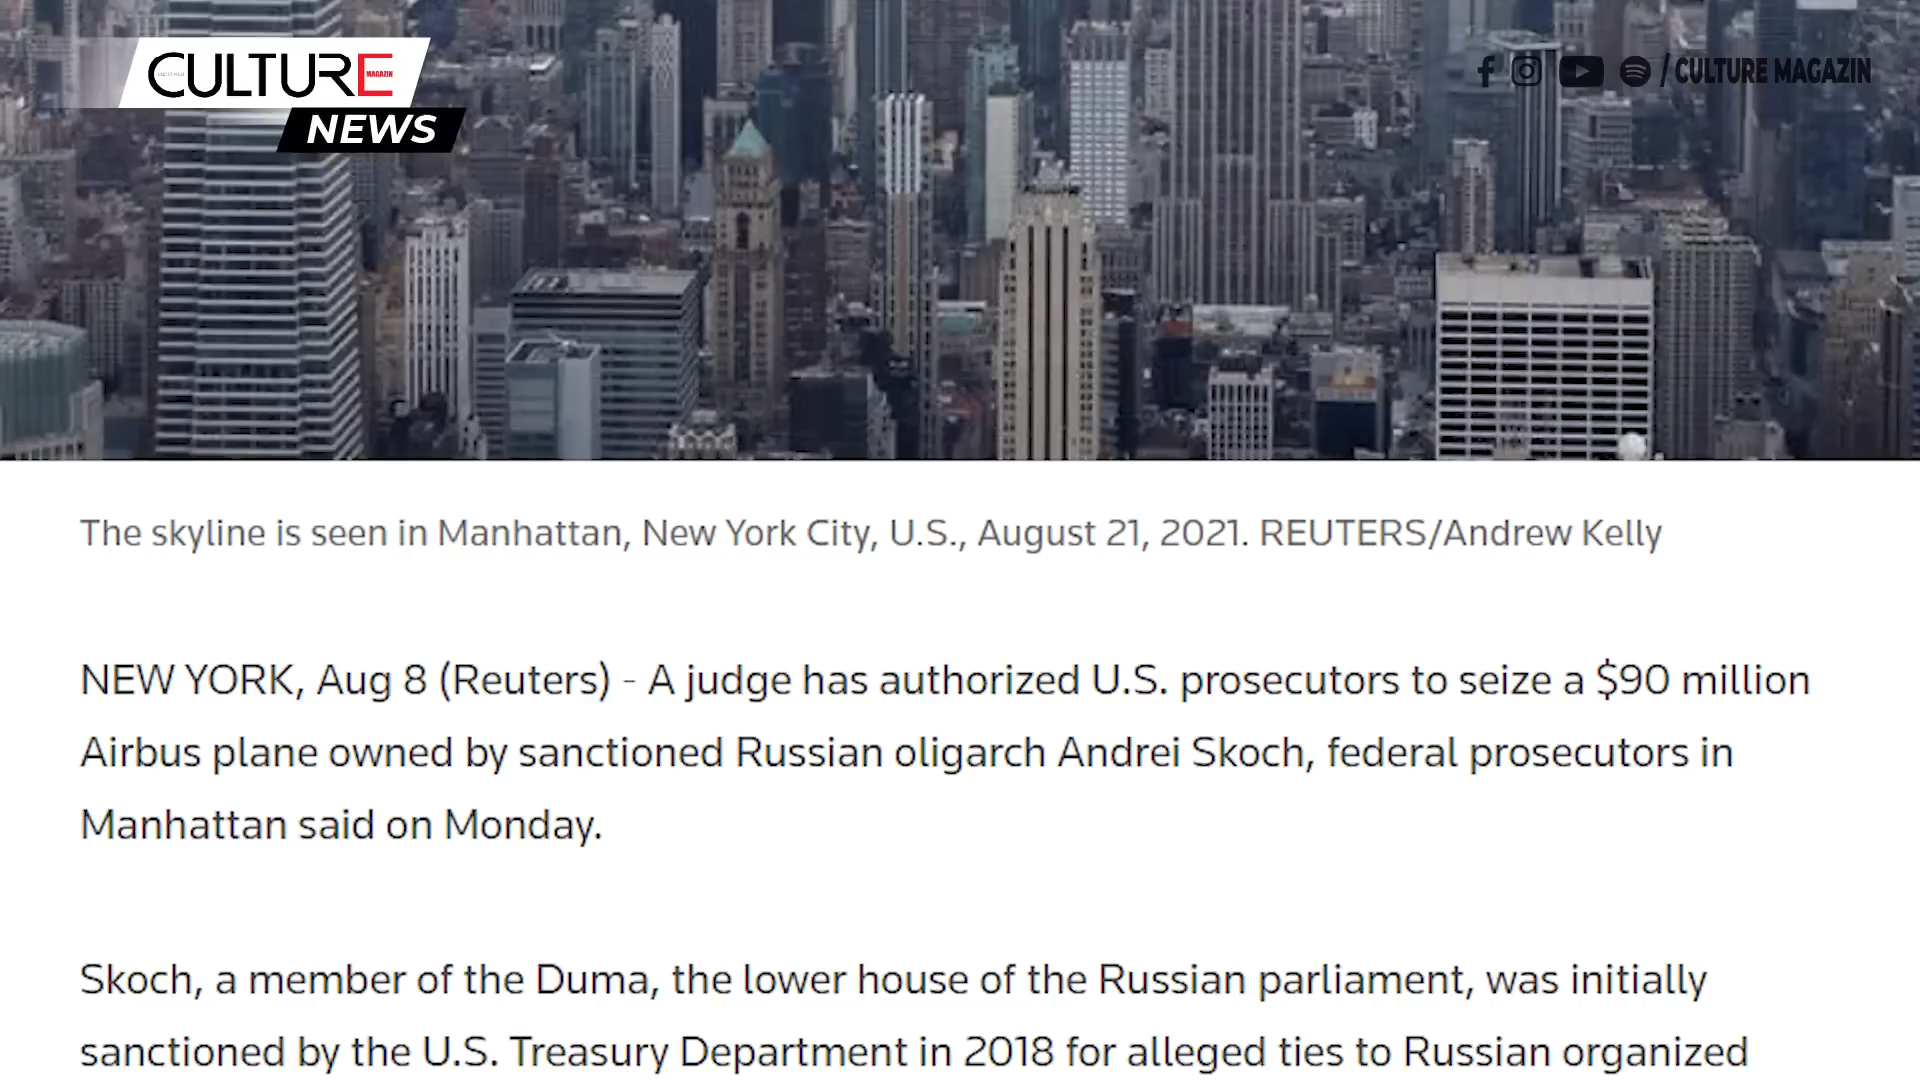 CULTURE
MAGAZIN
NEWS
/ CULTURE MAGAZIN
The skyline is seen in Manhattan, New York City, U.S., August 21, 2021. REUTERS/Andrew Kelly
NEW YORK, Aug 8 (Reuters) - A judge has authorized U.S. prosecutors to seize a $90 million
Airbus plane owned by sanctioned Russian oligarch Andrei Skoch, federal prosecutors in
Manhattan said on Monday.
Skoch, a member of the Duma, the lower house of the Russian parliament, was initially
sanctioned by the U.S. Treasury Department in 2018 for alleged ties to Russian organized